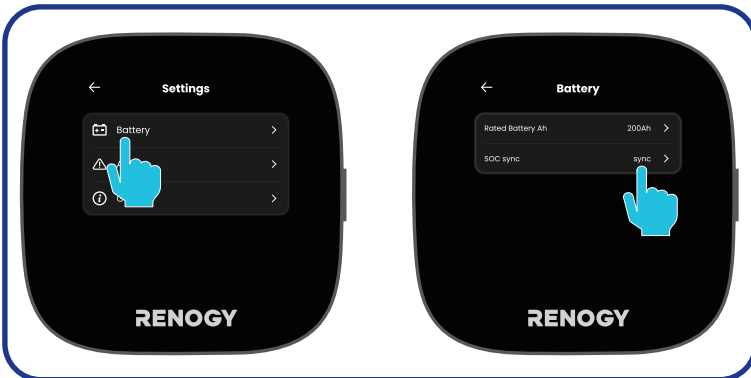 Settings
Battery
RENOGY
Battery
Rated Battery Ah 200Ah
SOC sync sync
RENOGY